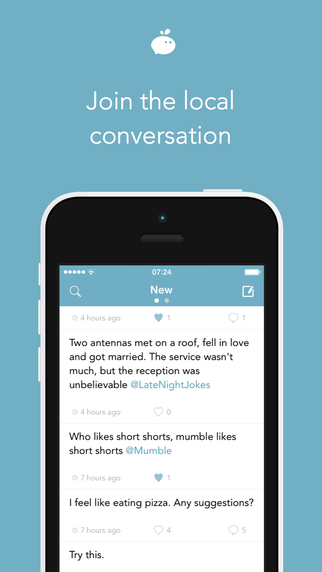 Join the local
conversation
07:24
New
4 hours ago 1 1
Two antennas met on a roof, fell in love
and got married. The service wasn't
much, but the reception was
unbelievable @LateNightJokes
4 hours ago 0
Who likes short shorts, mumble likes
short shorts @Mumble
7 hours ago 1
I feel like eating pizza. Any suggestions?
7 hours ago 4 5
Try this.